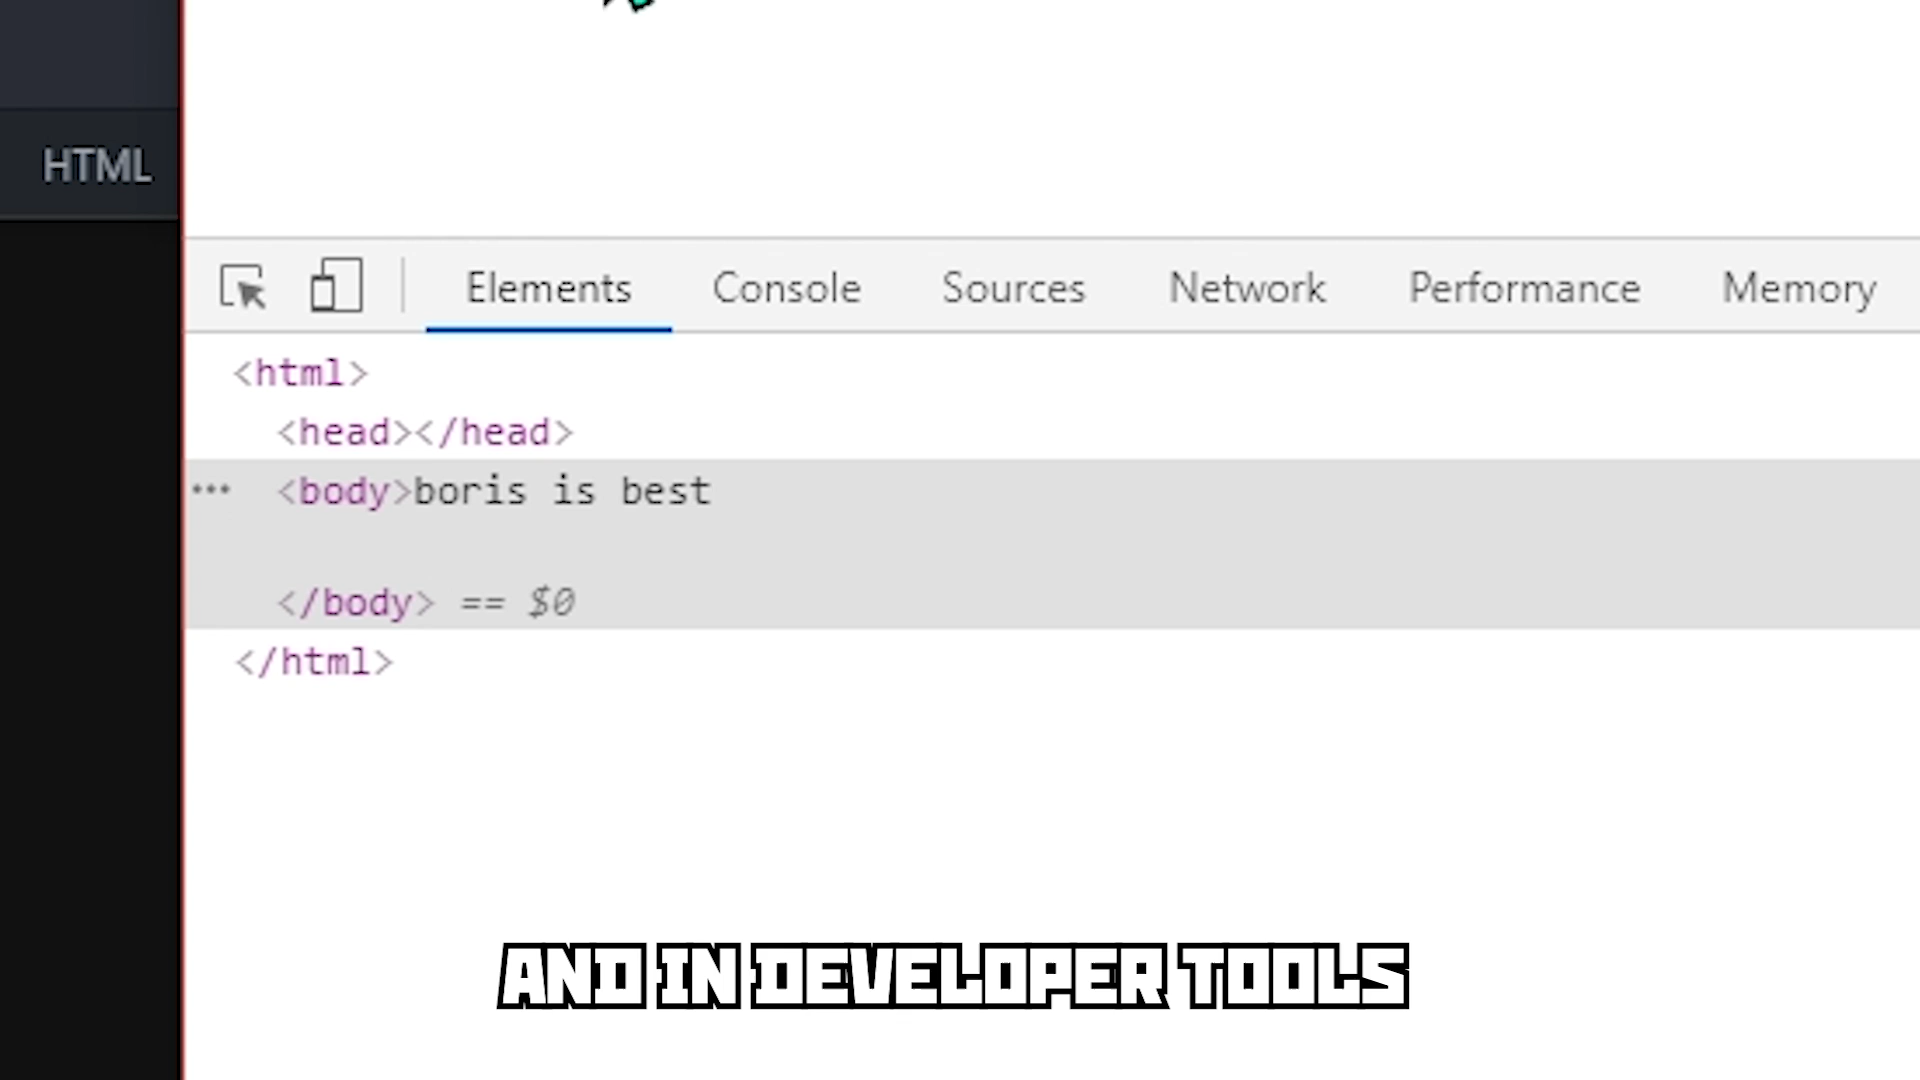 HTML
Elements Console Sources Network Performance Memory
<html>
<head></head>
··· <body>boris is best
</body> == $0
</html>
AND IN DEVELOPER TOOLS